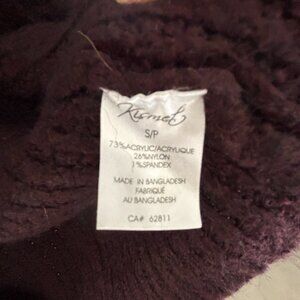 Kismet
S/P
73%ACRYLIC/ACRYLIQUE
26%NYLON
1%SPANDEX
MADE IN BANGLADESH
FABRIQUÉ
AU BANGLADESH
CA# 62811